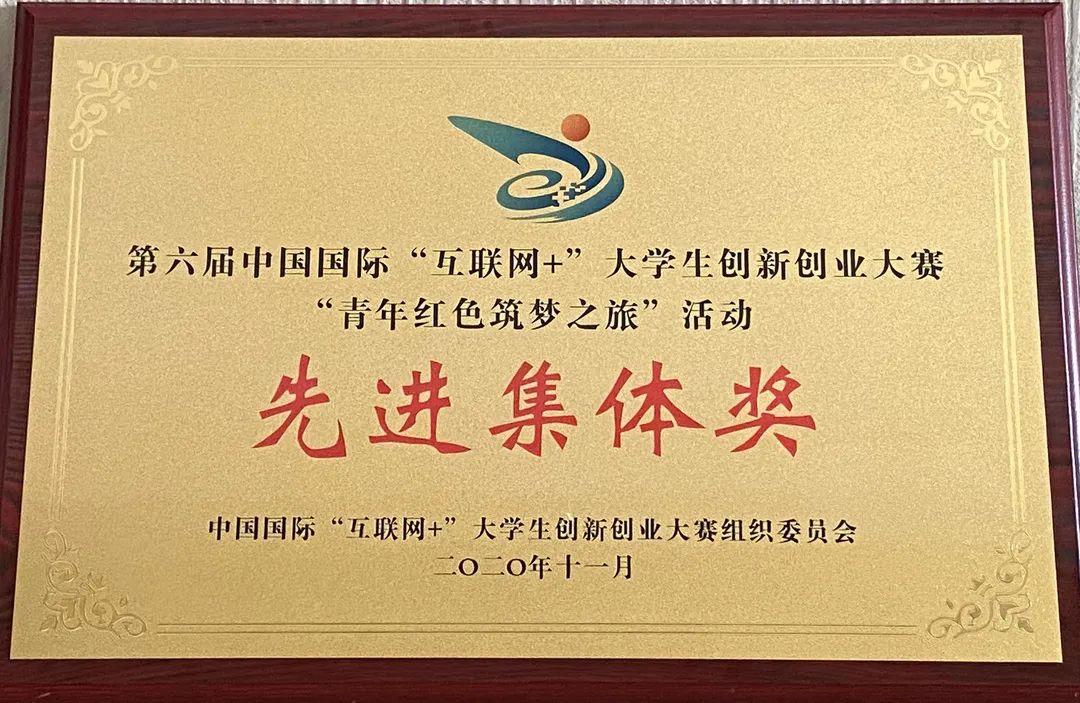 第六届中国国际“互联网+”大学生创新创业大赛
“青年红色筑梦之旅”活动
先进集体奖
中国国际“互联网+”大学生创新创业大赛组织委员会
二〇二〇年十一月